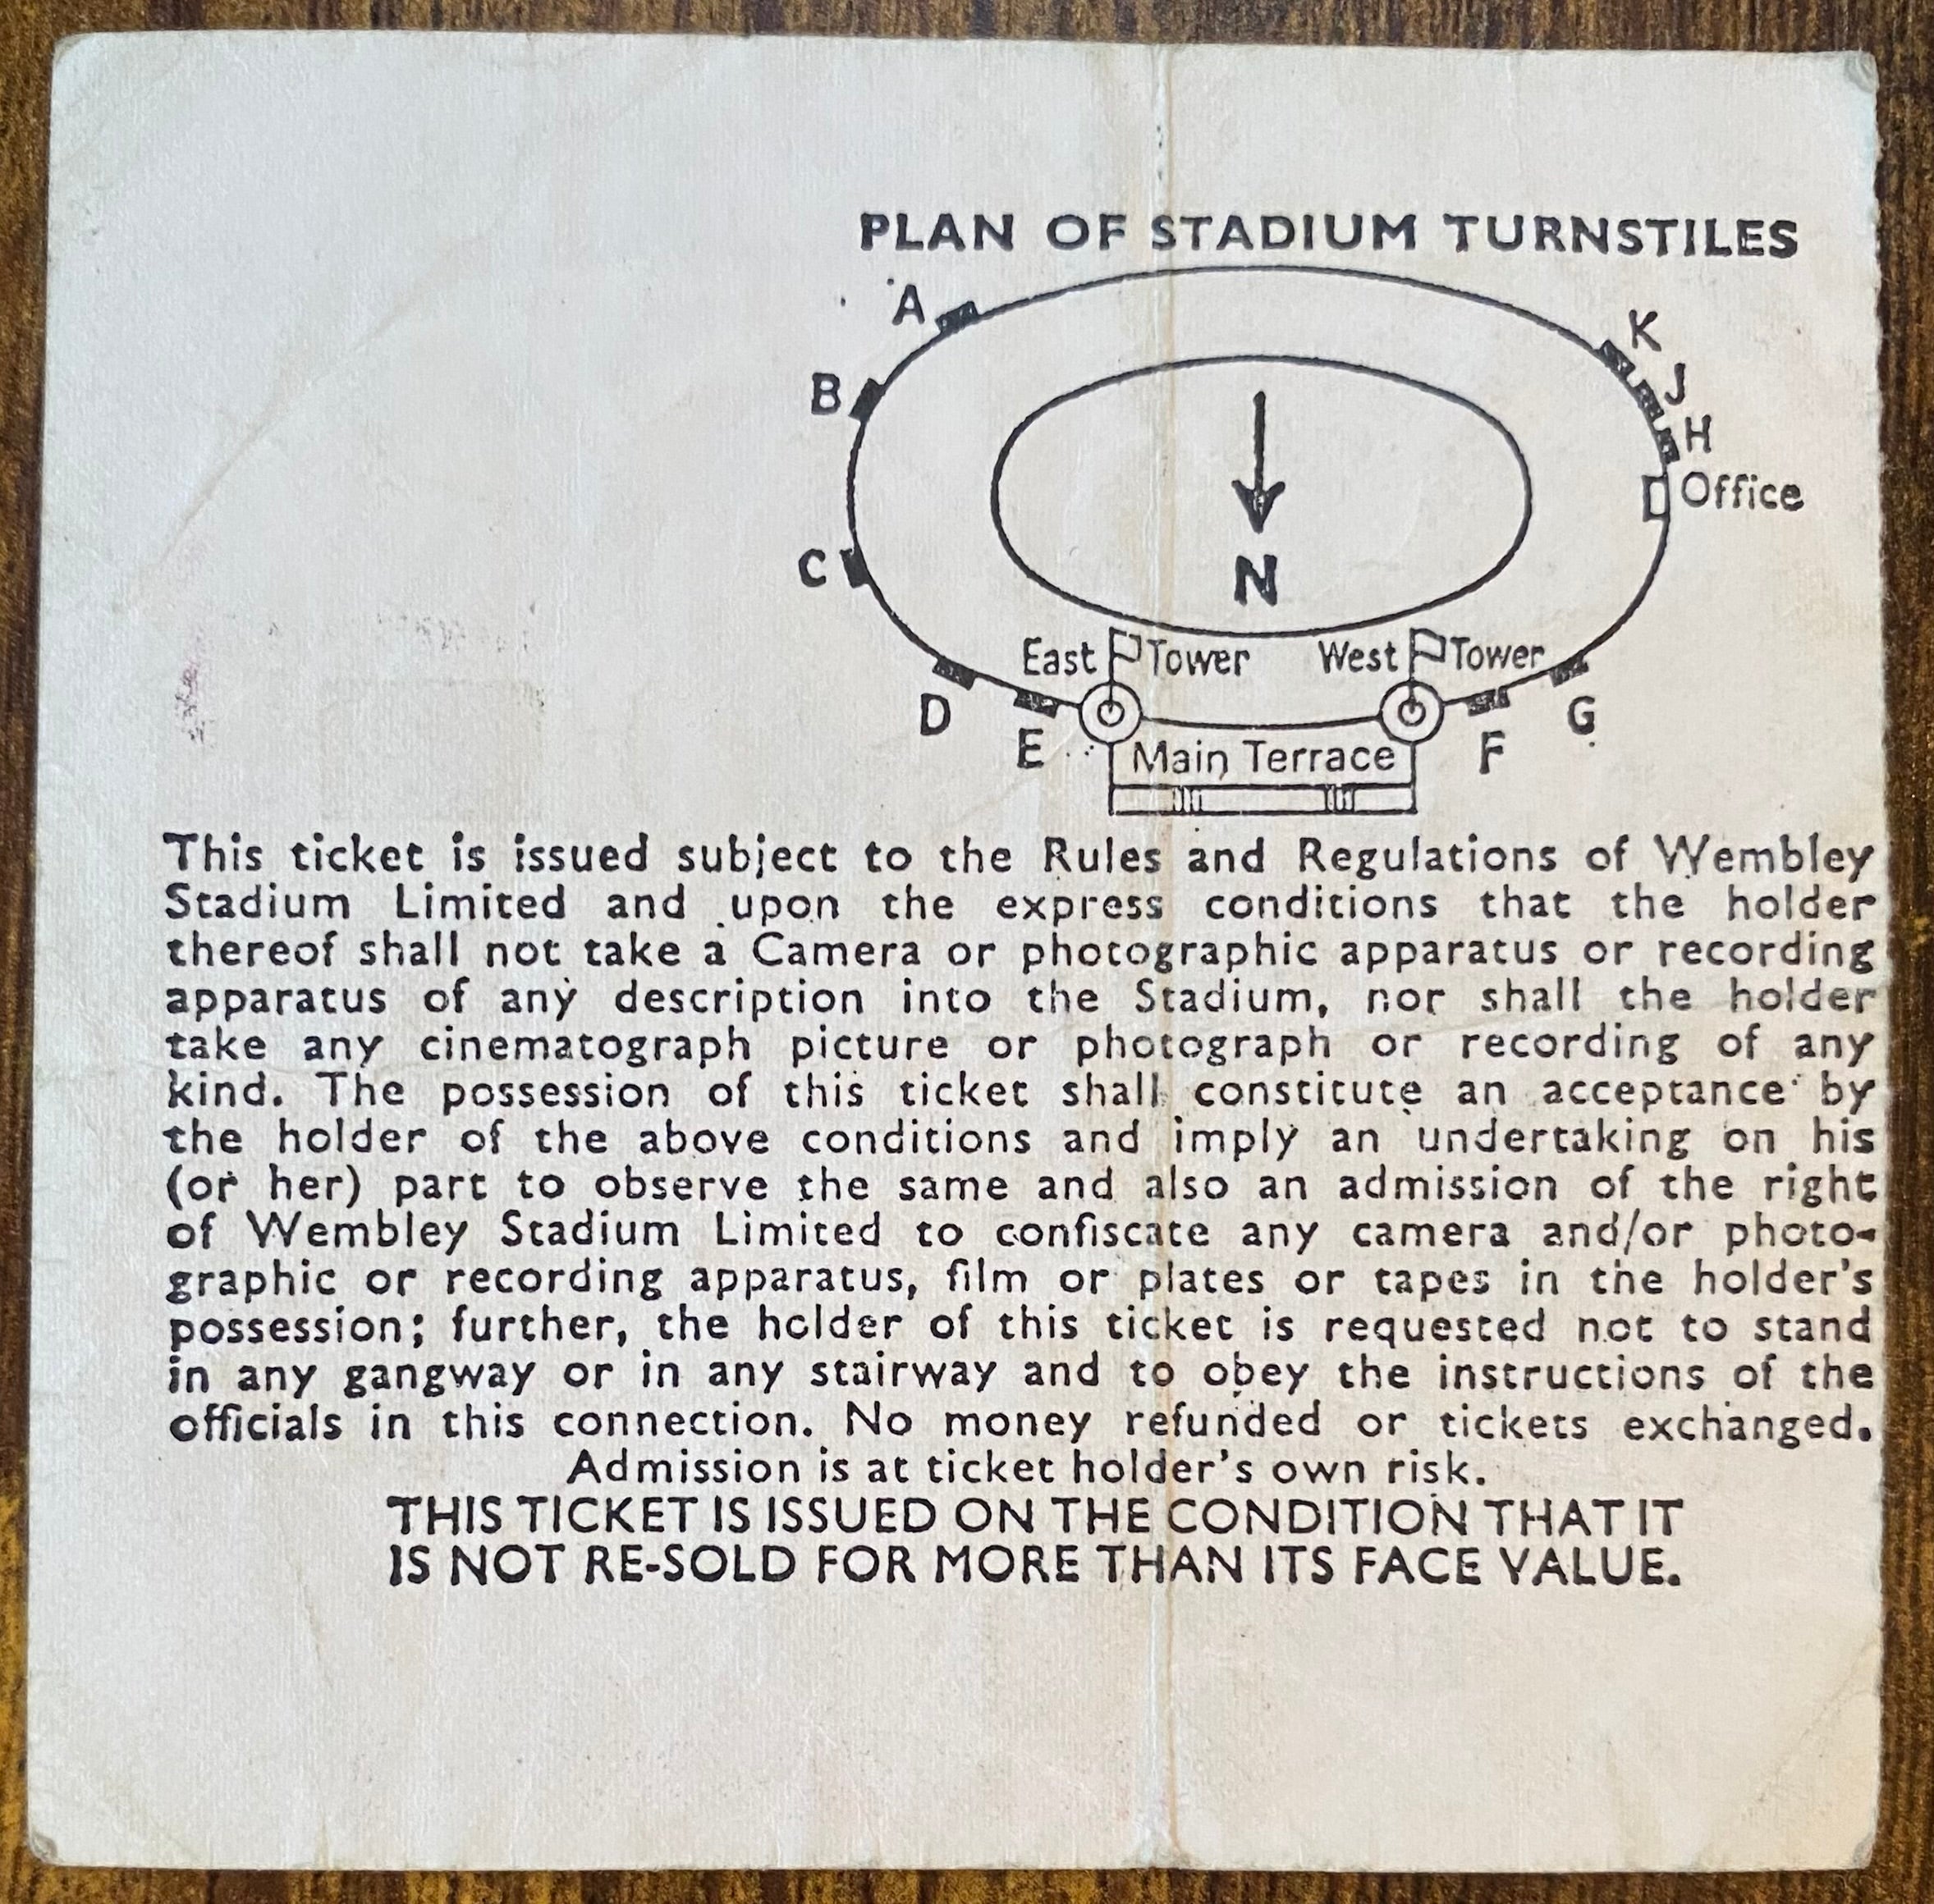 PLAN OF STADIUM TURNSTILES
A
K
B
J
H
Office
C
N
East Tower
West Tower
D
G
E
Main Terrace
F
This ticket is issued subject to the Rules and Regulations of Wembley
Stadium Limited and upon the express conditions that the holder
thereof shall not take a Camera or photographic apparatus or recording
apparatus of any description into the Stadium, nor shall the holder
take any cinematograph picture or photograph or recording of any
kind. The possession of this ticket shall constitute an acceptance by
the holder of the above conditions and imply an undertaking on his
(or her) part to observe the same and also an admission of the right
of Wembley Stadium Limited to confiscate any camera and/or photo-
graphic or recording apparatus, film or plates or tapes in the holder's
possession; further, the holder of this ticket is requested not to stand
in any gangway or in any stairway and to obey the instructions of the
officials in this connection. No money refunded or tickets exchanged.
Admission is at ticket holder's own risk.
THIS TICKET IS ISSUED ON THE CONDITION THAT IT
IS NOT RE-SOLD FOR MORE THAN ITS FACE VALUE.